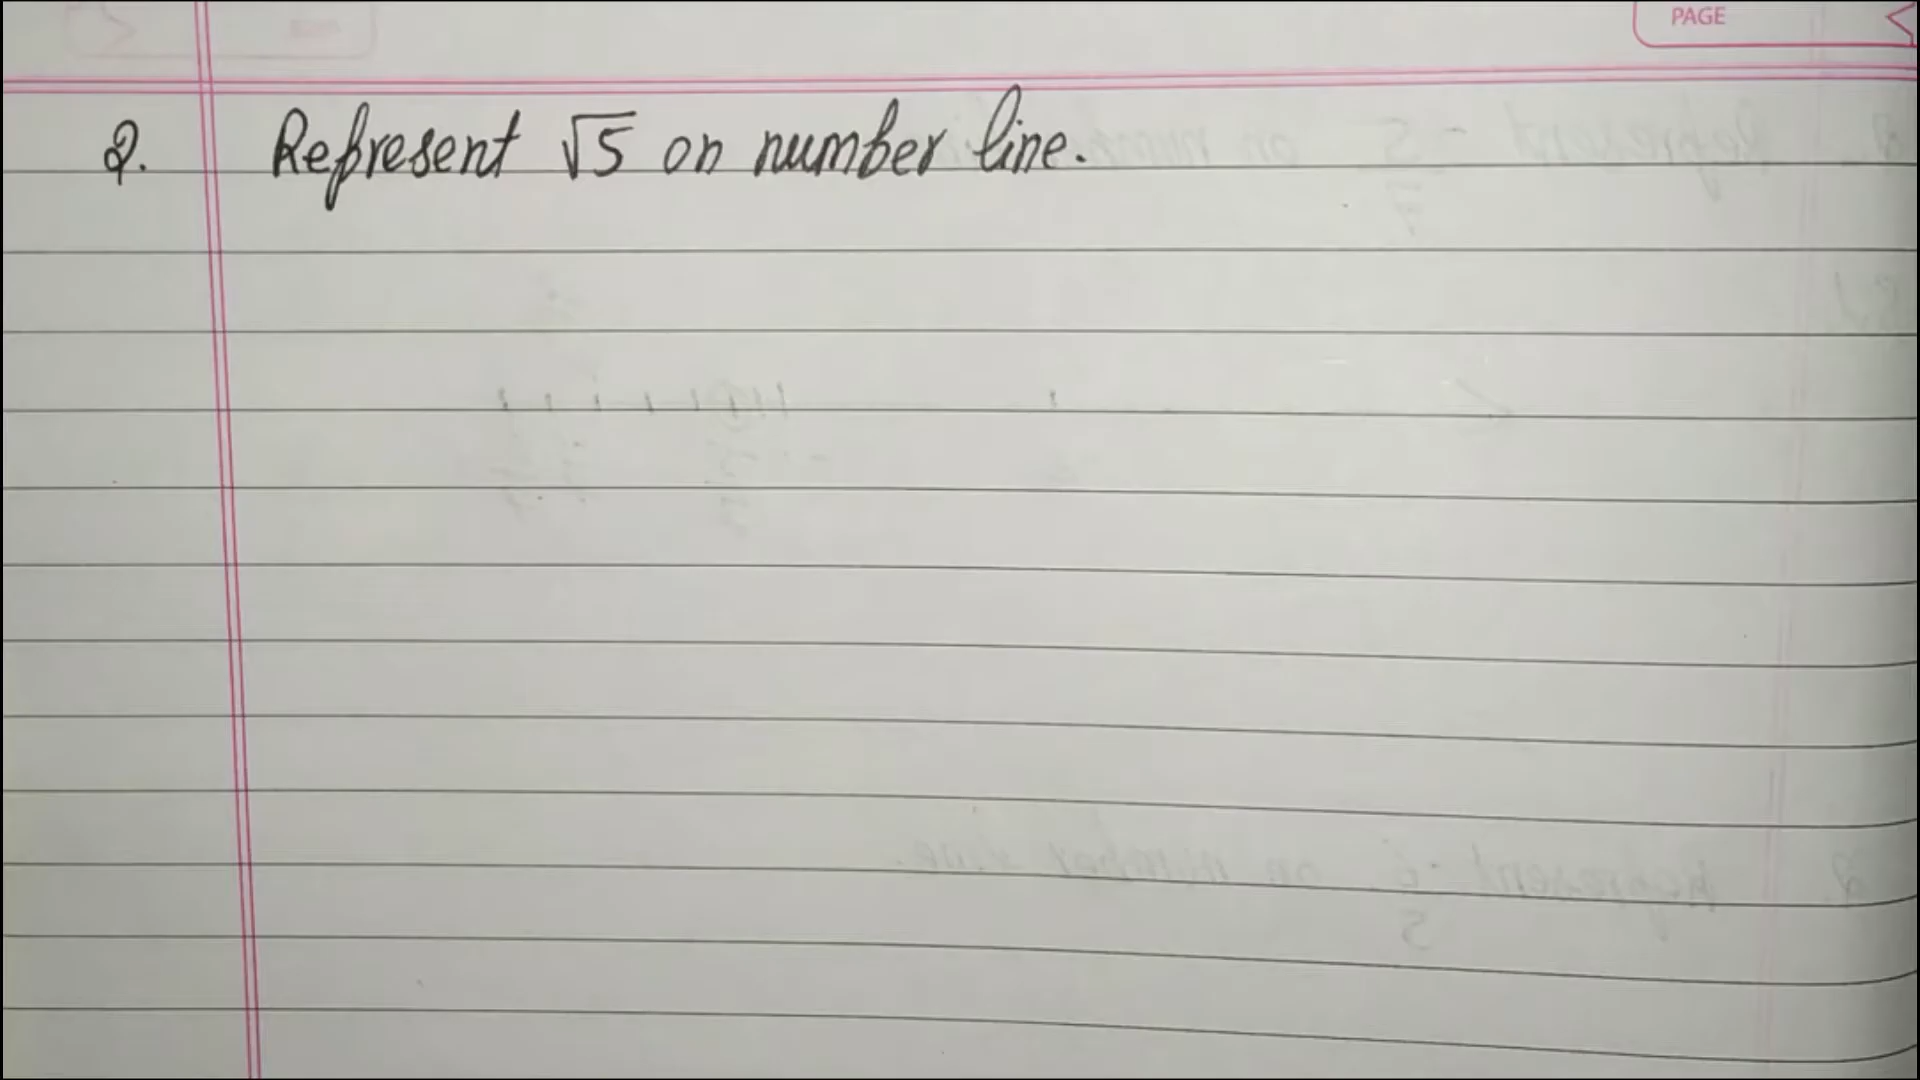 PAGE
Q. Represent √5 on number line.